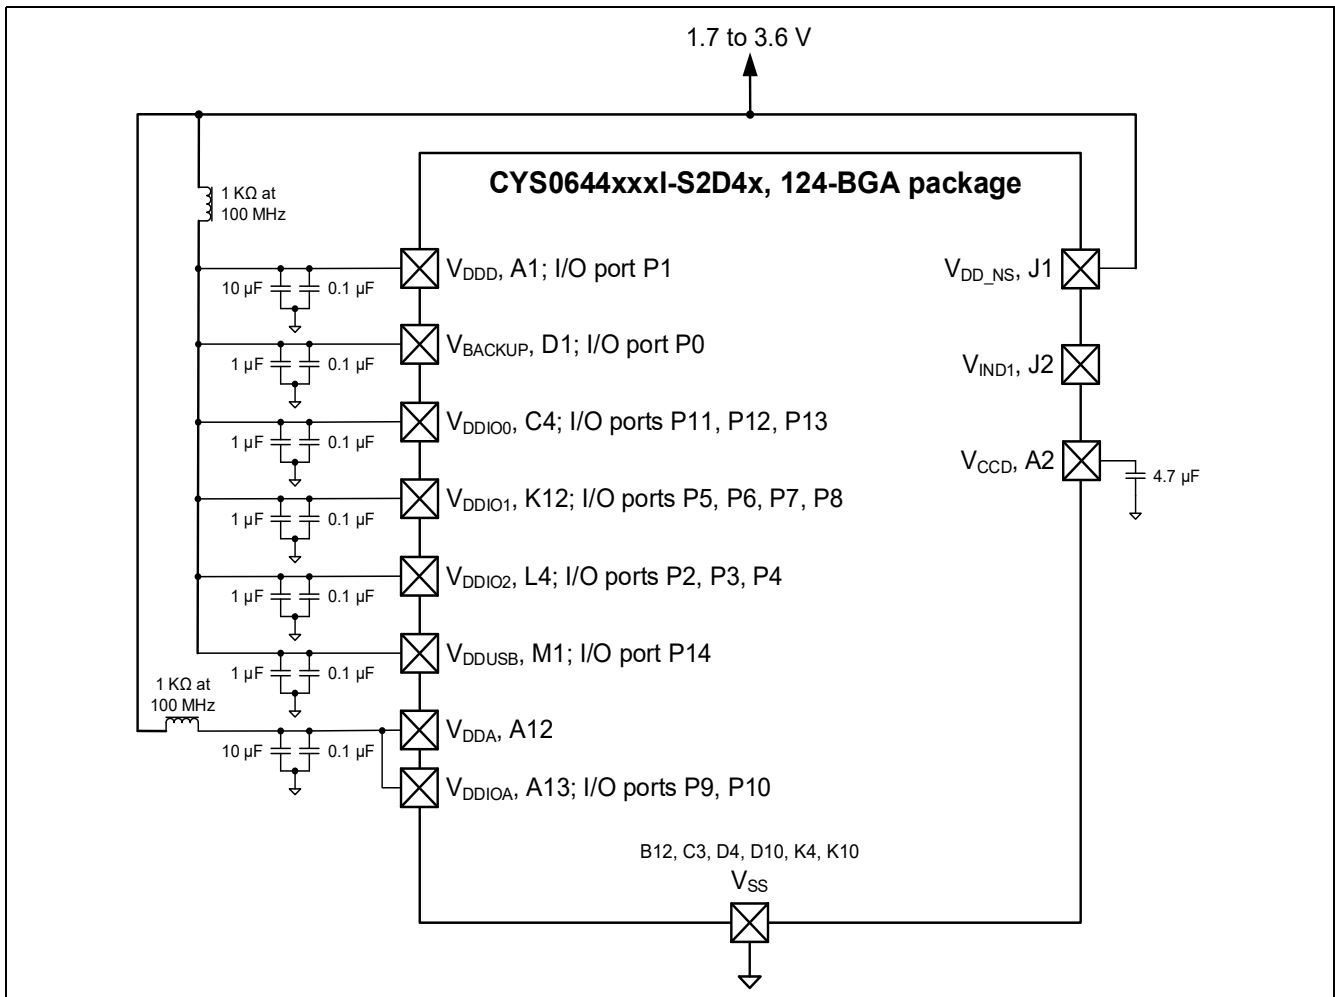 1.7 to 3.6 V
CYS0644xxxI-S2D4x, 124-BGA package
1 KΩ at
100 MHz
VDDD, A1; I/O port P1
VDD_NS, J1
10 µF
0.1 µF
VBACKUP, D1; I/O port P0
1 µF
0.1 µF
VIND1, J2
VDDIO0, C4; I/O ports P11, P12, P13
1 µF
0.1 µF
VCCD, A2
4.7 µF
VDDIO1, K12; I/O ports P5, P6, P7, P8
1 µF
0.1 µF
VDDIO2, L4; I/O ports P2, P3, P4
1 µF
0.1 µF
VDDUSB, M1; I/O port P14
1 µF
0.1 µF
1 KΩ at
100 MHz
VDDA, A12
10 µF
0.1 µF
VDDIOA, A13; I/O ports P9, P10
B12, C3, D4, D10, K4, K10
VSS